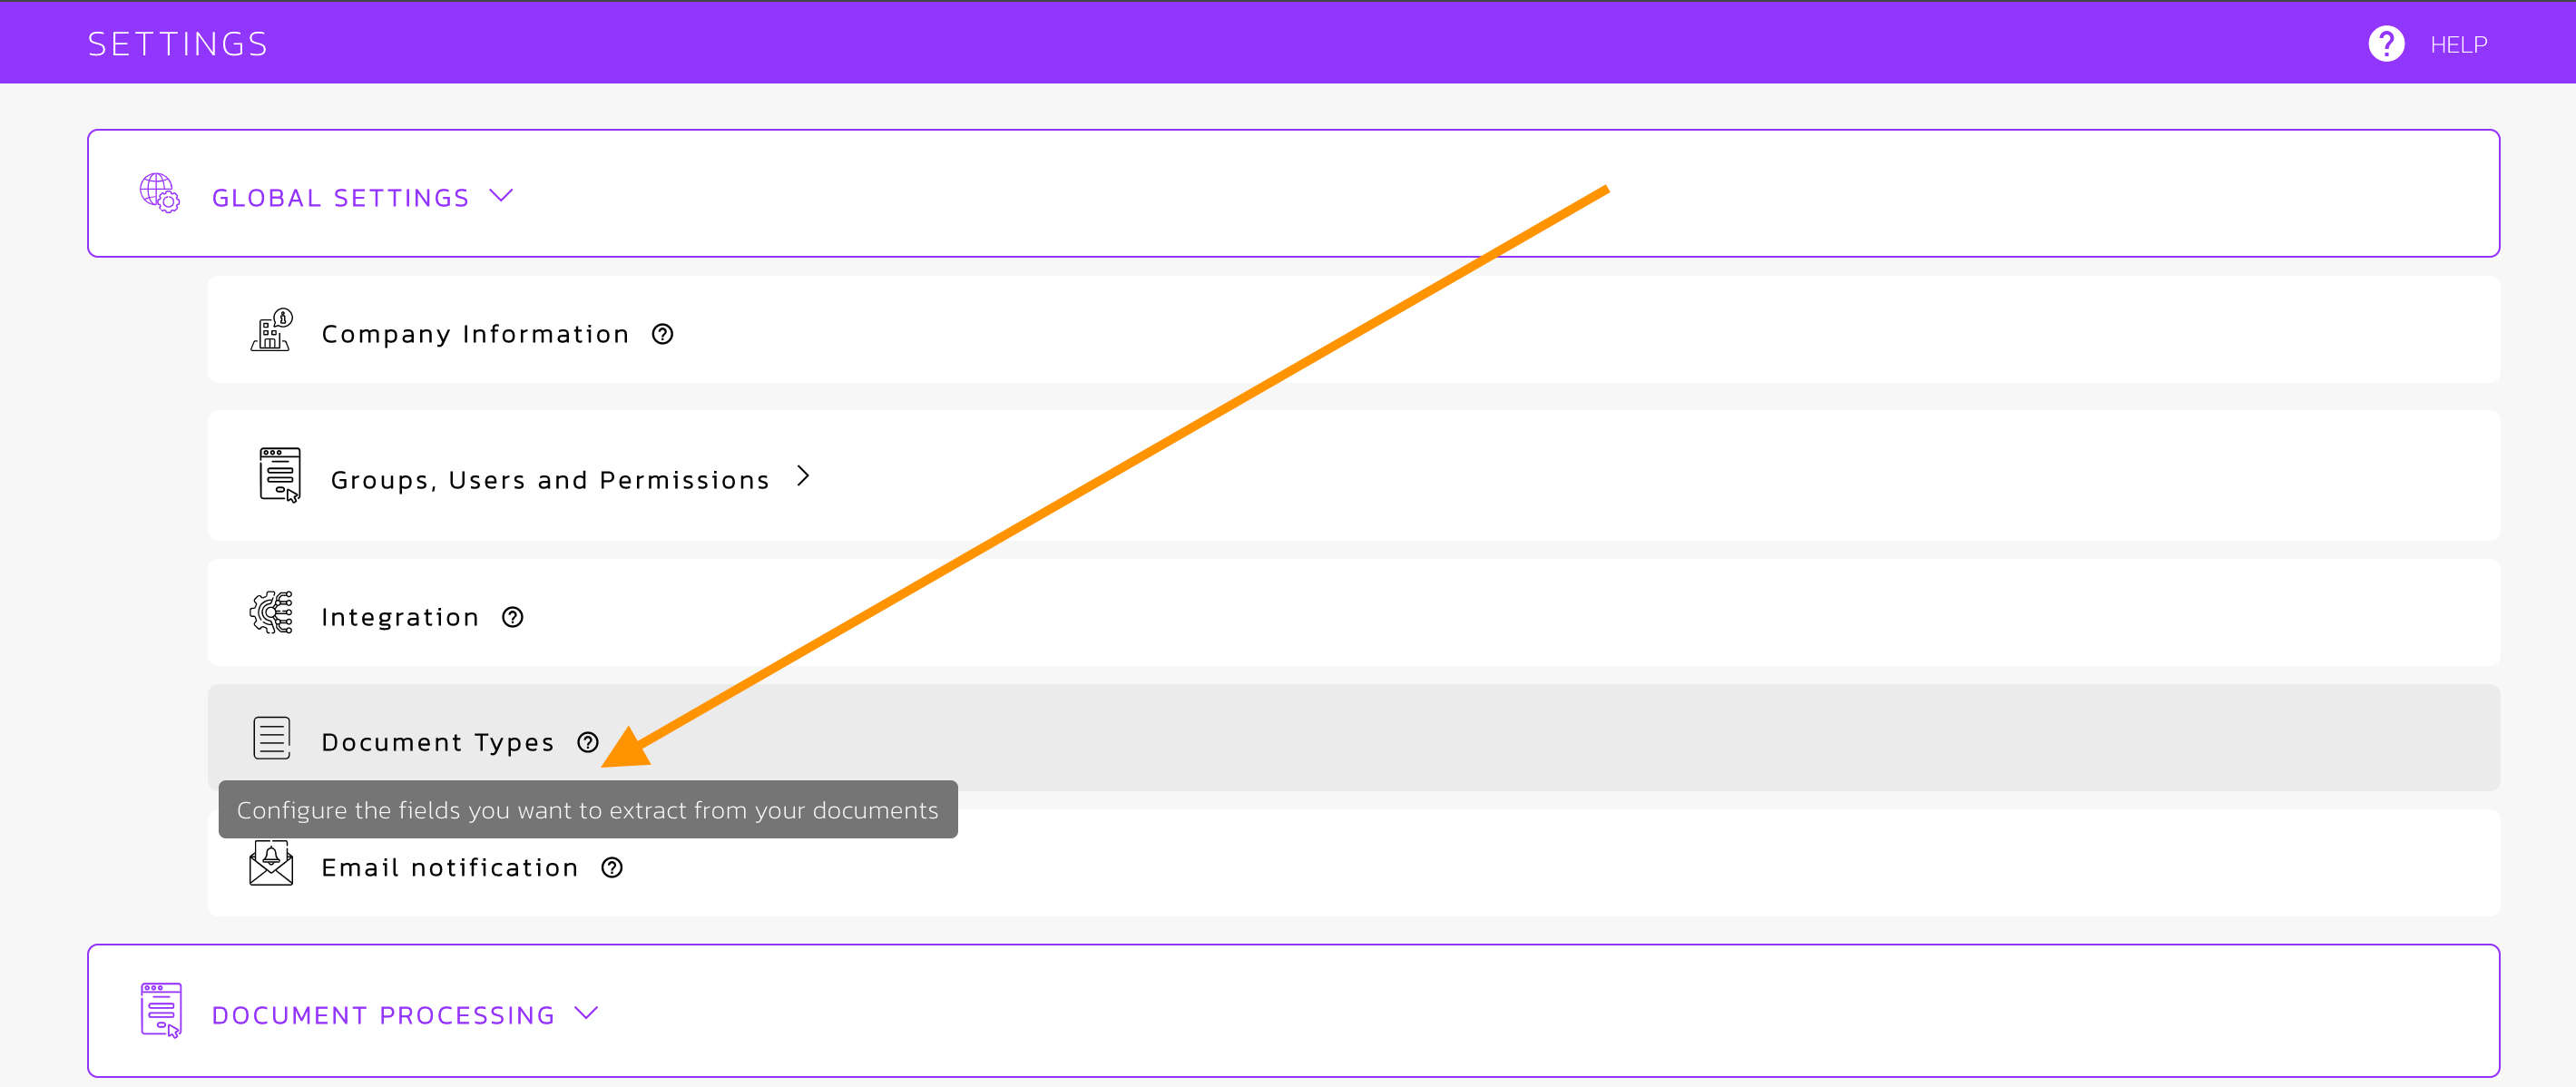 SETTINGS
HELP
GLOBAL SETTINGS
Company Information
Groups, Users and Permissions
Integration
Document Types
Configure the fields you want to extract from your documents
Email notification
DOCUMENT PROCESSING